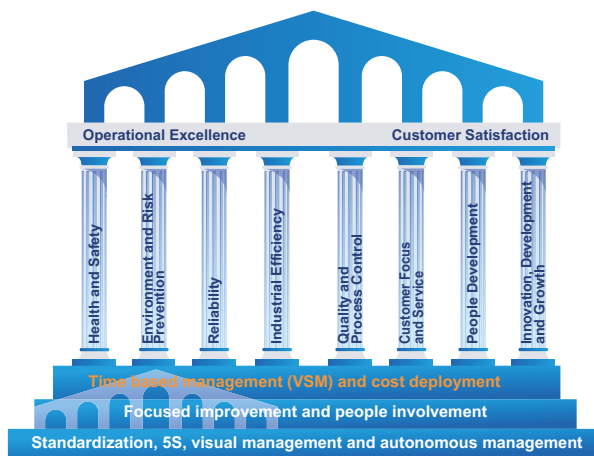 Operational Excellence
Customer Satisfaction
Health and Safety
Environment and Risk
Prevention
Reliability
Industrial Efficiency
Quality and
Process Control
Customer Focus
and Service
People Development
Innovation, Development
and Growth
Time based management (VSM) and cost deployment
Focused improvement and people involvement
Standardization, 5S, visual management and autonomous management